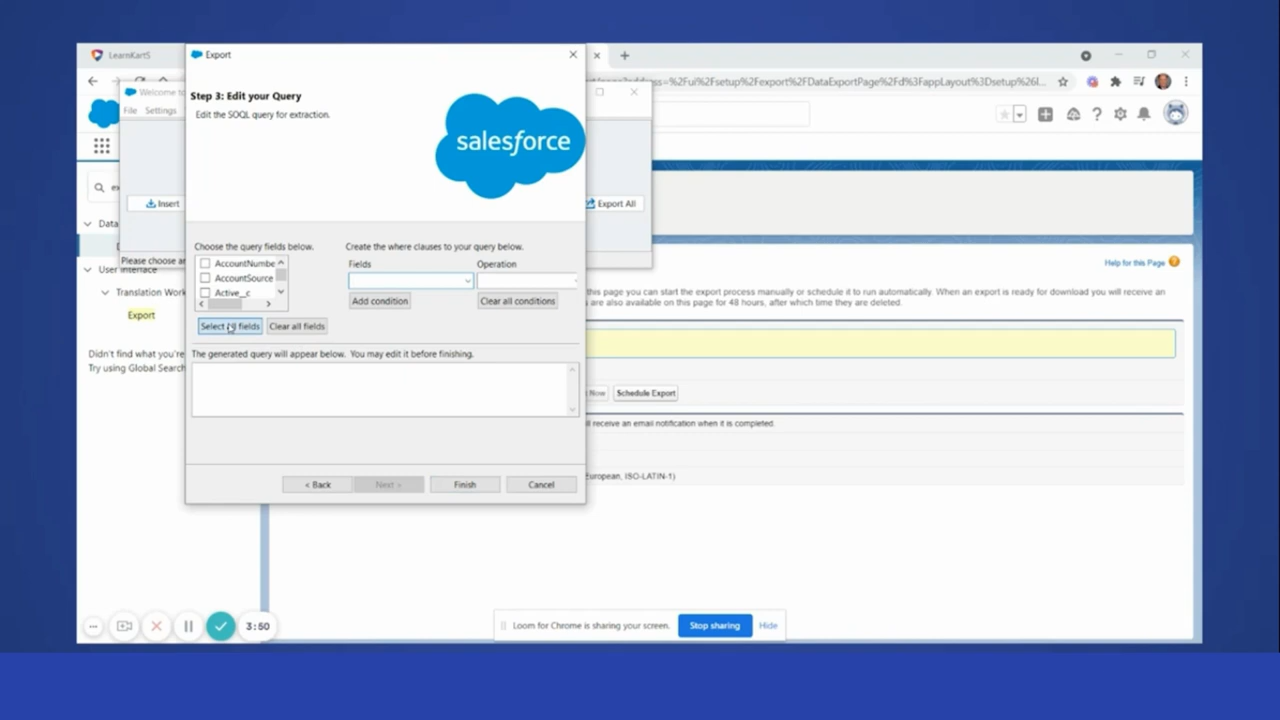 LearnKartS
Export
Welcome to
File Settings
Step 3: Edit your Query
Edit the SOQL query for extraction.
salesforce
Insert
Export All
Data
Please choose an
User Interface
Translation Work
Export
Didn't find what you're
Try using Global Search
Choose the query fields below.
Create the where clauses to your query below.
Fields
Operation
AccountNumbe
AccountSource
Active__c
Add condition
Clear all conditions
Select all fields
Clear all fields
The generated query will appear below. You may edit it before finishing.
< Back
Next >
Finish
Cancel
Help for this Page
this page you can start the export process manually or schedule it to run automatically. When an export is ready for download you will receive an
are also available on this page for 48 hours, after which time they are deleted.
Now
Schedule Export
ll receive an email notification when it is completed.
European, ISO-LATIN-1)
3:50
Loom for Chrome is sharing your screen.
Stop sharing
Hide